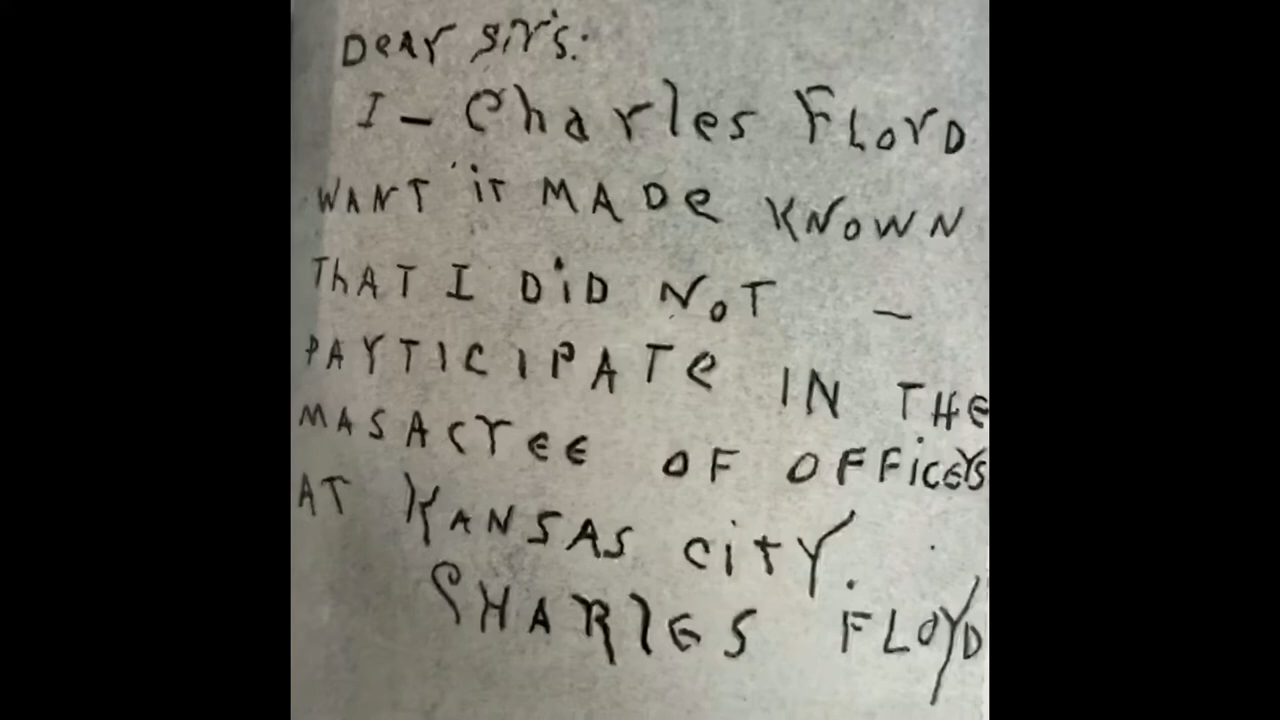 Dear Sirs:
I - Charles Floyd
WANT iT MADe KNOWN
ThAT I DiD NOT -
PARTICIPATe IN THE
MASACREE OF OFFiCERS
AT KANSAS CiTY.
CHARlES FLOYD